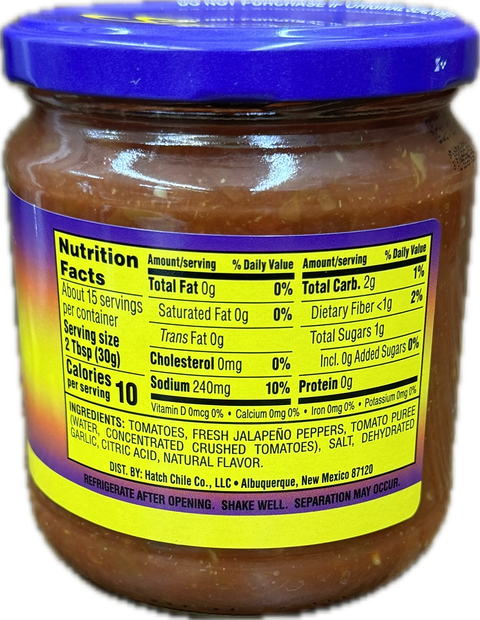 DO NOT PURCHASE IF ORIGINAL
Nutrition
Facts
About 15 servings
per container
Serving size
2 Tbsp (30g)
Calories
per serving 10
Amount/serving % Daily Value
Total Fat 0g 0%
Saturated Fat 0g 0%
Trans Fat 0g
Cholesterol 0mg 0%
Sodium 240mg 10%
Amount/serving % Daily Value
Total Carb. 2g 1%
Dietary Fiber <1g 2%
Total Sugars 1g
Incl. 0g Added Sugars 0%
Protein 0g
Vitamin D 0mcg 0% • Calcium 0mg 0% • Iron 0mg 0% • Potassium 0mg 0%
INGREDIENTS: TOMATOES, FRESH JALAPEÑO PEPPERS, TOMATO PUREE
(WATER, CONCENTRATED CRUSHED TOMATOES), SALT, DEHYDRATED
GARLIC, CITRIC ACID, NATURAL FLAVOR.
DIST. BY: Hatch Chile Co., LLC • Albuquerque, New Mexico 87120
REFRIGERATE AFTER OPENING. SHAKE WELL. SEPARATION MAY OCCUR.